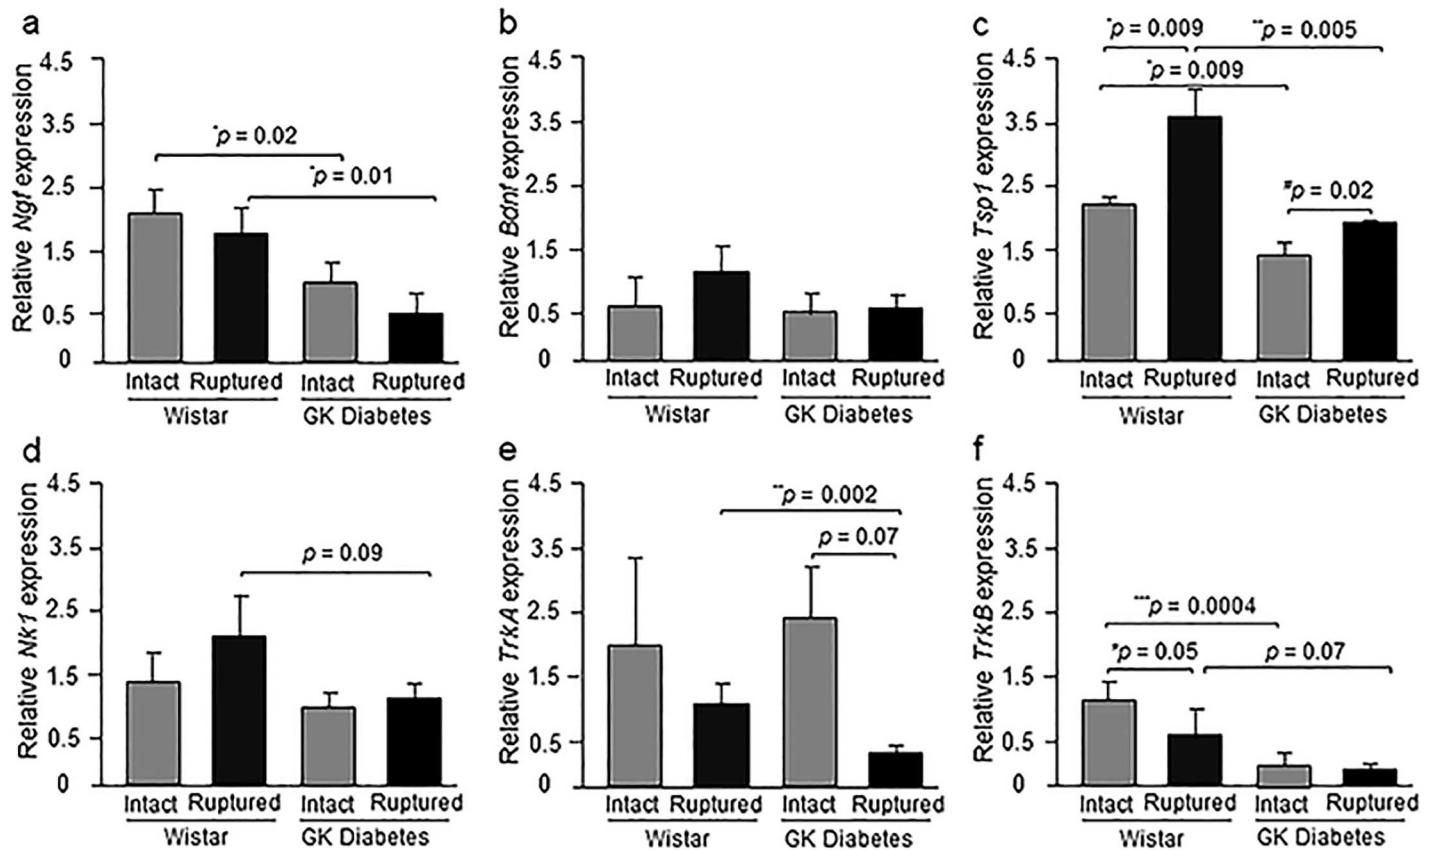 a
Relative Ngf expression
4.5
3.5
2.5
1.5
0.5
0
*p = 0.02
*p = 0.01
Intact Ruptured Intact Ruptured
Wistar GK Diabetes
b
Relative Bdnf expression
4.5
3.5
2.5
1.5
0.5
0
Intact Ruptured Intact Ruptured
Wistar GK Diabetes
c
Relative Tsp1 expression
4.5
3.5
2.5
1.5
0.5
0
*p = 0.009 **p = 0.005
*p = 0.009
#p = 0.02
Intact Ruptured Intact Ruptured
Wistar GK Diabetes
d
Relative Nk1 expression
4.5
3.5
2.5
1.5
0.5
0
p = 0.09
Intact Ruptured Intact Ruptured
Wistar GK Diabetes
e
Relative TrkA expression
4.5
3.5
2.5
1.5
0.5
0
**p = 0.002
p = 0.07
Intact Ruptured Intact Ruptured
Wistar GK Diabetes
f
Relative TrkB expression
4.5
3.5
2.5
1.5
0.5
0
***p = 0.0004
*p = 0.05 p = 0.07
Intact Ruptured Intact Ruptured
Wistar GK Diabetes